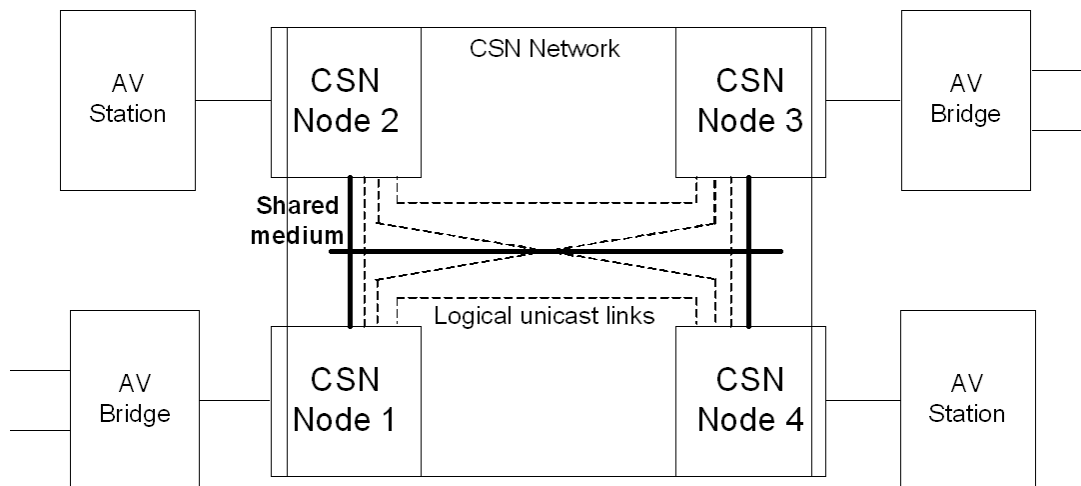 CSN Network
AV
Station
CSN
Node 2
CSN
Node 3
AV
Bridge
Shared
medium
Logical unicast links
AV
Bridge
CSN
Node 1
CSN
Node 4
AV
Station